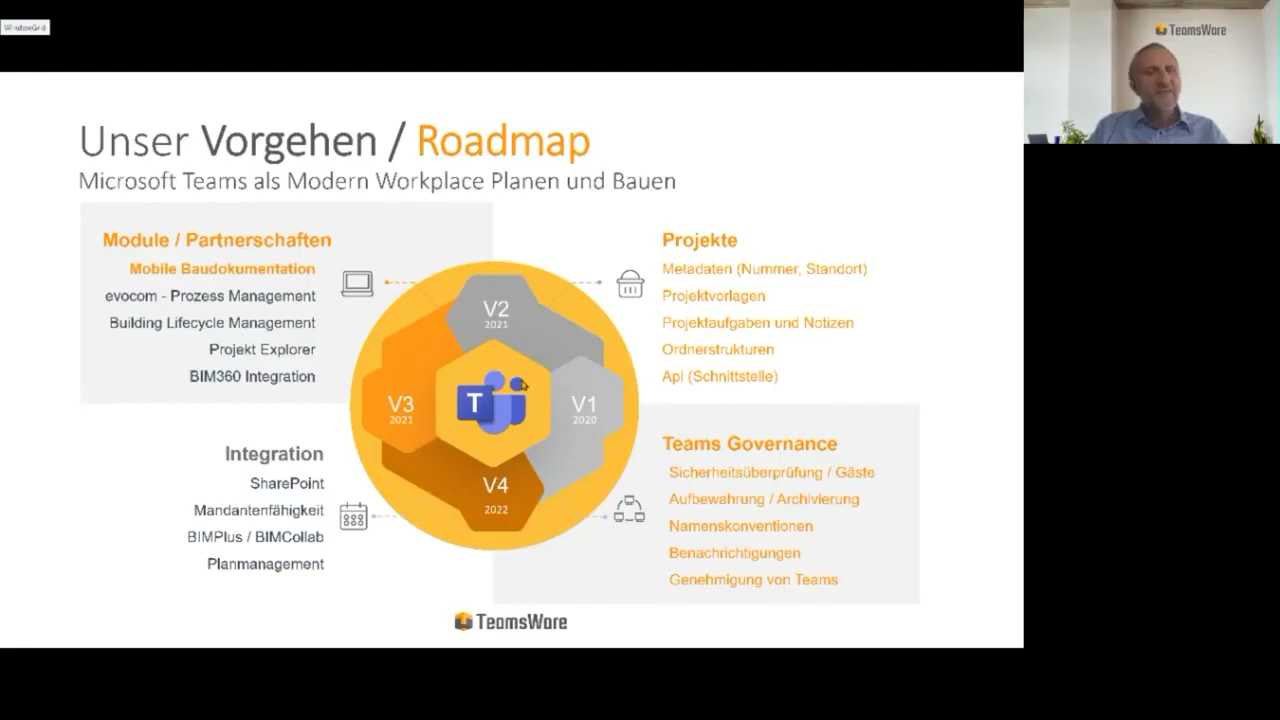 WindowGrid
TeamsWare
Unser Vorgehen / Roadmap
Microsoft Teams als Modern Workplace Planen und Bauen
Module / Partnerschaften
Mobile Baudokumentation
evocom - Prozess Management
Building Lifecycle Management
Projekt Explorer
BIM360 Integration
Projekte
Metadaten (Nummer, Standort)
Projektvorlagen
Projektaufgaben und Notizen
Ordnerstrukturen
Api (Schnittstelle)
V2
2021
V3
2021
T
V1
2020
V4
2022
Integration
SharePoint
Mandantenfähigkeit
BIMPlus / BIMCollab
Planmanagement
Teams Governance
Sicherheitsüberprüfung / Gäste
Aufbewahrung / Archivierung
Namenskonventionen
Benachrichtigungen
Genehmigung von Teams
TeamsWare